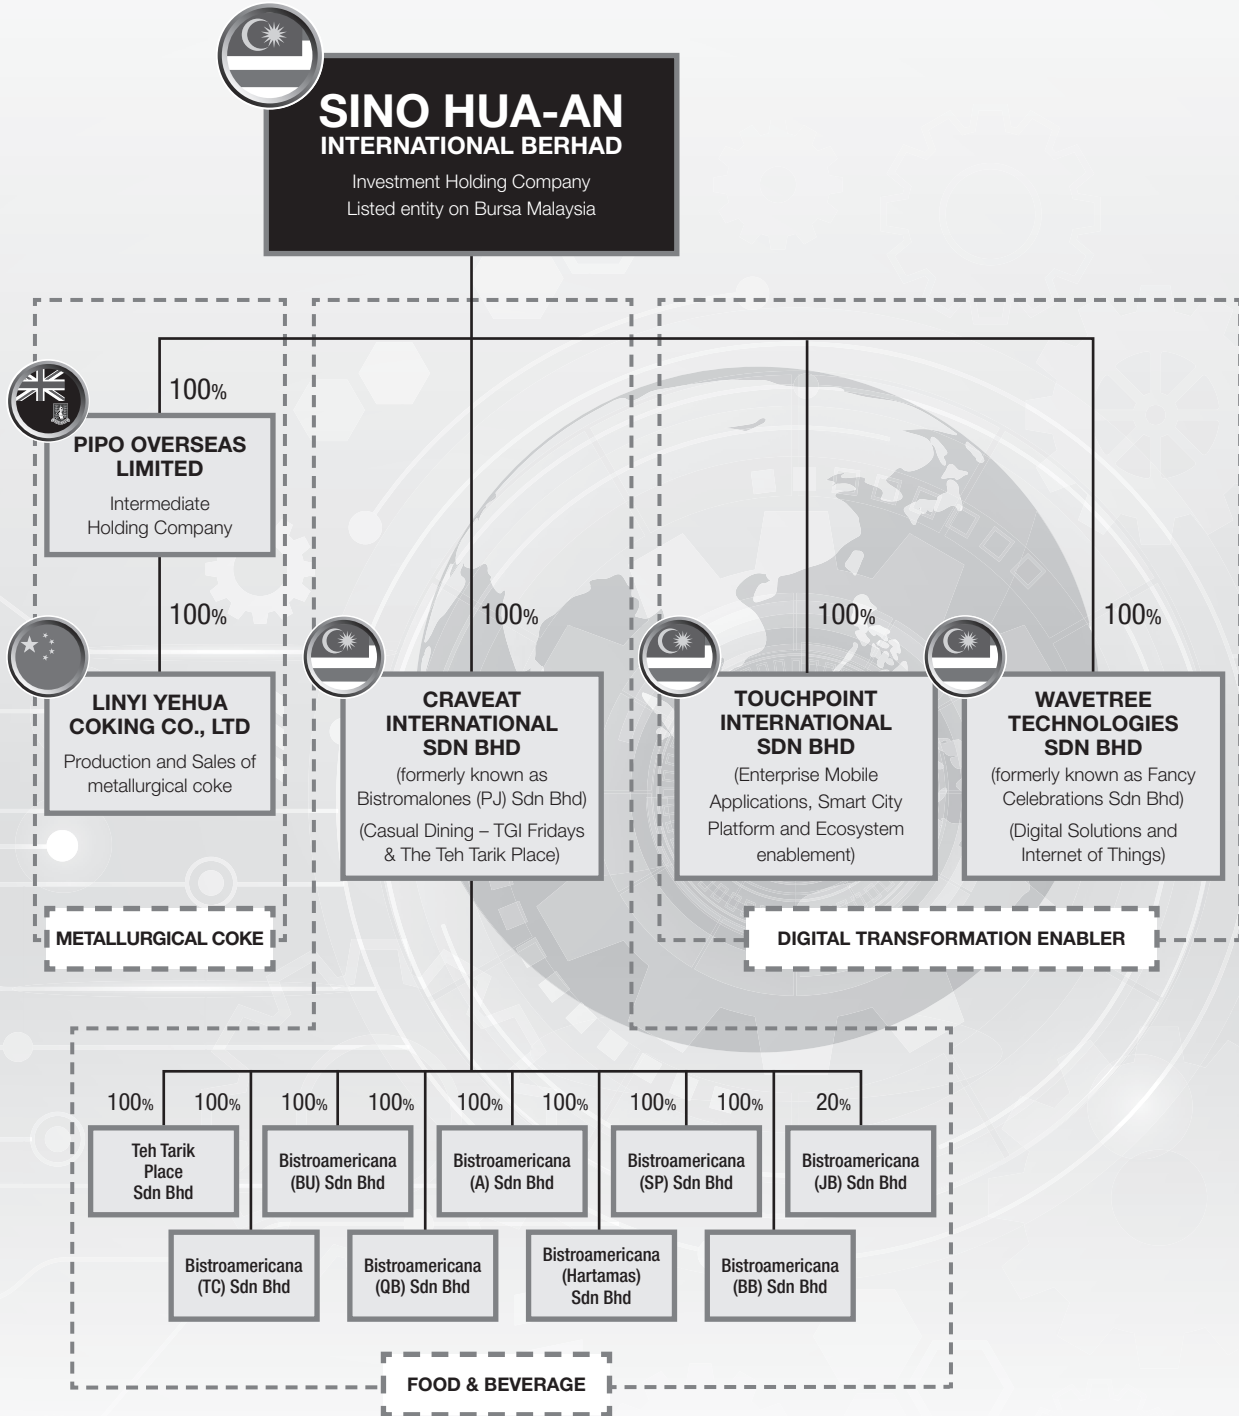 SINO HUA-AN
INTERNATIONAL BERHAD
Investment Holding Company
Listed entity on Bursa Malaysia
100%
PIPO OVERSEAS
LIMITED
Intermediate
Holding Company
100%
LINYI YEHUA
COKING CO., LTD
Production and Sales of
metallurgical coke
METALLURGICAL COKE
100%
CRAVEAT
INTERNATIONAL
SDN BHD
(formerly known as
Bistromalones (PJ) Sdn Bhd)
(Casual Dining – TGI Fridays
& The Teh Tarik Place)
100%
TOUCHPOINT
INTERNATIONAL
SDN BHD
(Enterprise Mobile
Applications, Smart City
Platform and Ecosystem
enablement)
100%
WAVETREE
TECHNOLOGIES
SDN BHD
(formerly known as Fancy
Celebrations Sdn Bhd)
(Digital Solutions and
Internet of Things)
DIGITAL TRANSFORMATION ENABLER
100%
Teh Tarik
Place
Sdn Bhd
100%
Bistroamericana
(TC) Sdn Bhd
100%
Bistroamericana
(BU) Sdn Bhd
100%
Bistroamericana
(QB) Sdn Bhd
100%
Bistroamericana
(A) Sdn Bhd
100%
Bistroamericana
(Hartamas)
Sdn Bhd
100%
Bistroamericana
(SP) Sdn Bhd
100%
Bistroamericana
(BB) Sdn Bhd
20%
Bistroamericana
(JB) Sdn Bhd
FOOD & BEVERAGE